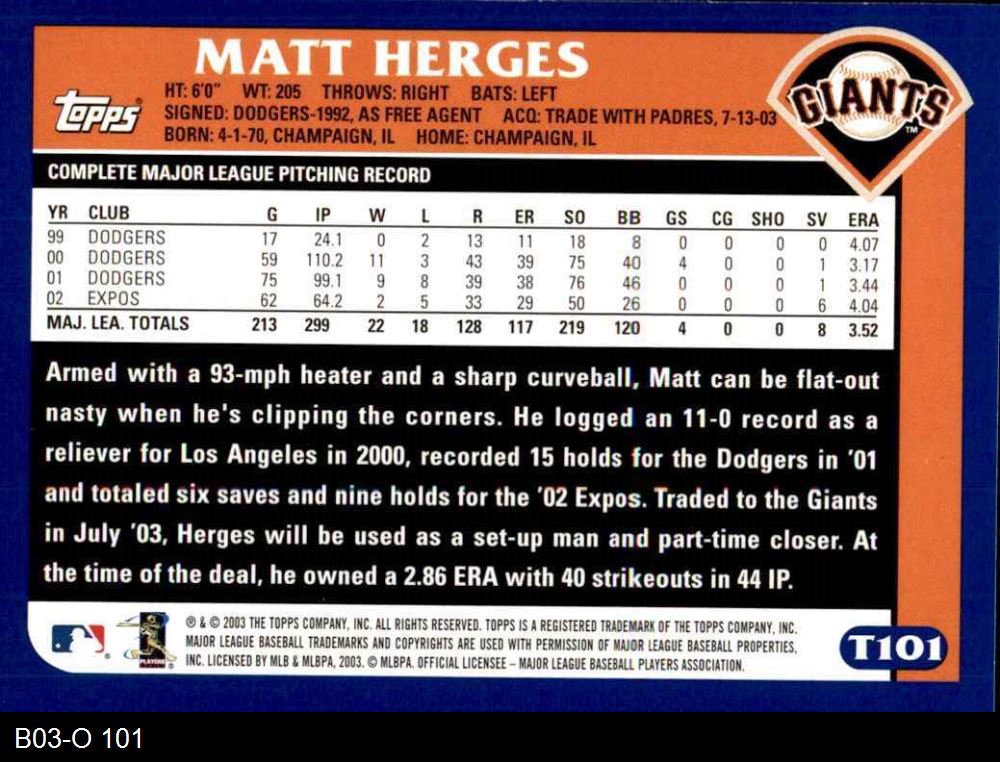 MATT HERGES
HT: 6'0" WT: 205 THROWS: RIGHT BATS: LEFT
SIGNED: DODGERS-1992, AS FREE AGENT ACQ: TRADE WITH PADRES, 7-13-03
BORN: 4-1-70, CHAMPAIGN, IL HOME: CHAMPAIGN, IL
topps®
GIANTS™
COMPLETE MAJOR LEAGUE PITCHING RECORD
YR CLUB G IP W L R ER SO BB GS CG SHO SV ERA
99 DODGERS 17 24.1 0 2 13 11 18 8 0 0 0 0 4.07
00 DODGERS 59 110.2 11 3 43 39 75 40 4 0 0 1 3.17
01 DODGERS 75 99.1 9 8 39 38 76 46 0 0 0 1 3.44
02 EXPOS 62 64.2 2 5 33 29 50 26 0 0 0 6 4.04
MAJ. LEA. TOTALS 213 299 22 18 128 117 219 120 4 0 0 8 3.52
Armed with a 93-mph heater and a sharp curveball, Matt can be flat-out
nasty when he's clipping the corners. He logged an 11-0 record as a
reliever for Los Angeles in 2000, recorded 15 holds for the Dodgers in '01
and totaled six saves and nine holds for the '02 Expos. Traded to the Giants
in July '03, Herges will be used as a set-up man and part-time closer. At
the time of the deal, he owned a 2.86 ERA with 40 strikeouts in 44 IP.
® & © 2003 THE TOPPS COMPANY, INC. ALL RIGHTS RESERVED. TOPPS IS A REGISTERED TRADEMARK OF THE TOPPS COMPANY, INC.
MAJOR LEAGUE BASEBALL TRADEMARKS AND COPYRIGHTS ARE USED WITH PERMISSION OF MAJOR LEAGUE BASEBALL PROPERTIES,
INC. LICENSED BY MLB & MLBPA, 2003. © MLBPA. OFFICIAL LICENSEE – MAJOR LEAGUE BASEBALL PLAYERS ASSOCIATION.
PLAYERS
T101
B03-O 101